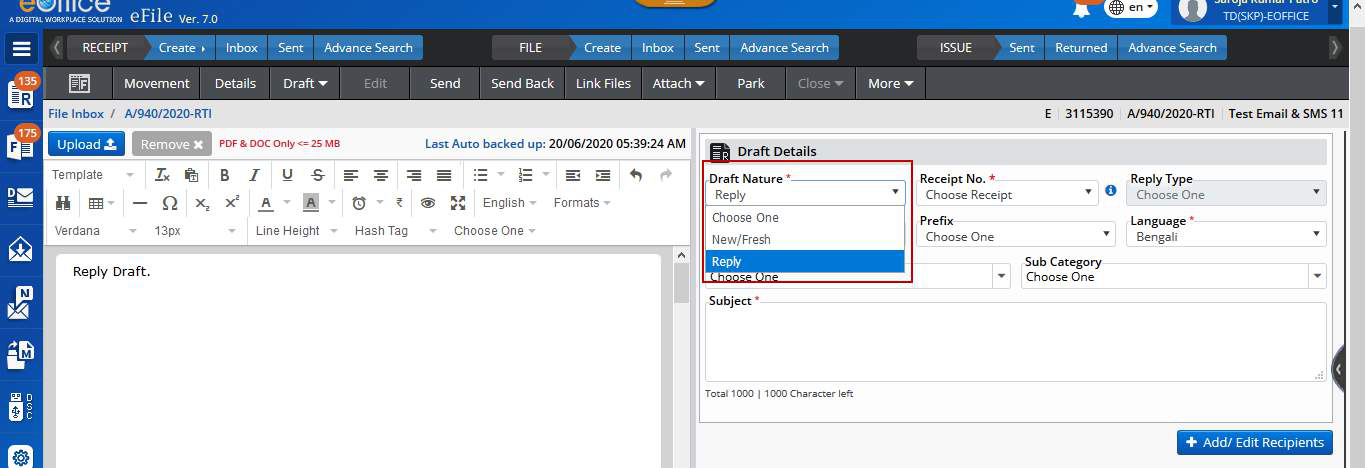 eOffice
A DIGITAL WORKPLACE SOLUTION eFile Ver. 7.0
en
Saroja Kumar Patro
TD(SKP)-EOFFICE
RECEIPT Create Inbox Sent Advance Search FILE Create Inbox Sent Advance Search ISSUE Sent Returned Advance Search
Movement Details Draft Edit Send Send Back Link Files Attach Park Close More
135
R
File Inbox / A/940/2020-RTI E | 3115390 | A/940/2020-RTI | Test Email & SMS 11
175
F
Upload Remove PDF & DOC Only <= 25 MB Last Auto backed up: 20/06/2020 05:39:24 AM
Draft Details
Template B I U S
English Formats
Verdana 13px Line Height Hash Tag Choose One
Reply Draft.
Draft Nature * Receipt No. * Reply Type
Reply Choose Receipt Choose One
Choose One
New/Fresh
Reply
Prefix Language *
Choose One Bengali
Sub Category
Choose One Choose One
Subject *
Total 1000 | 1000 Character left
+ Add/ Edit Recipients
D
N
M
DSC